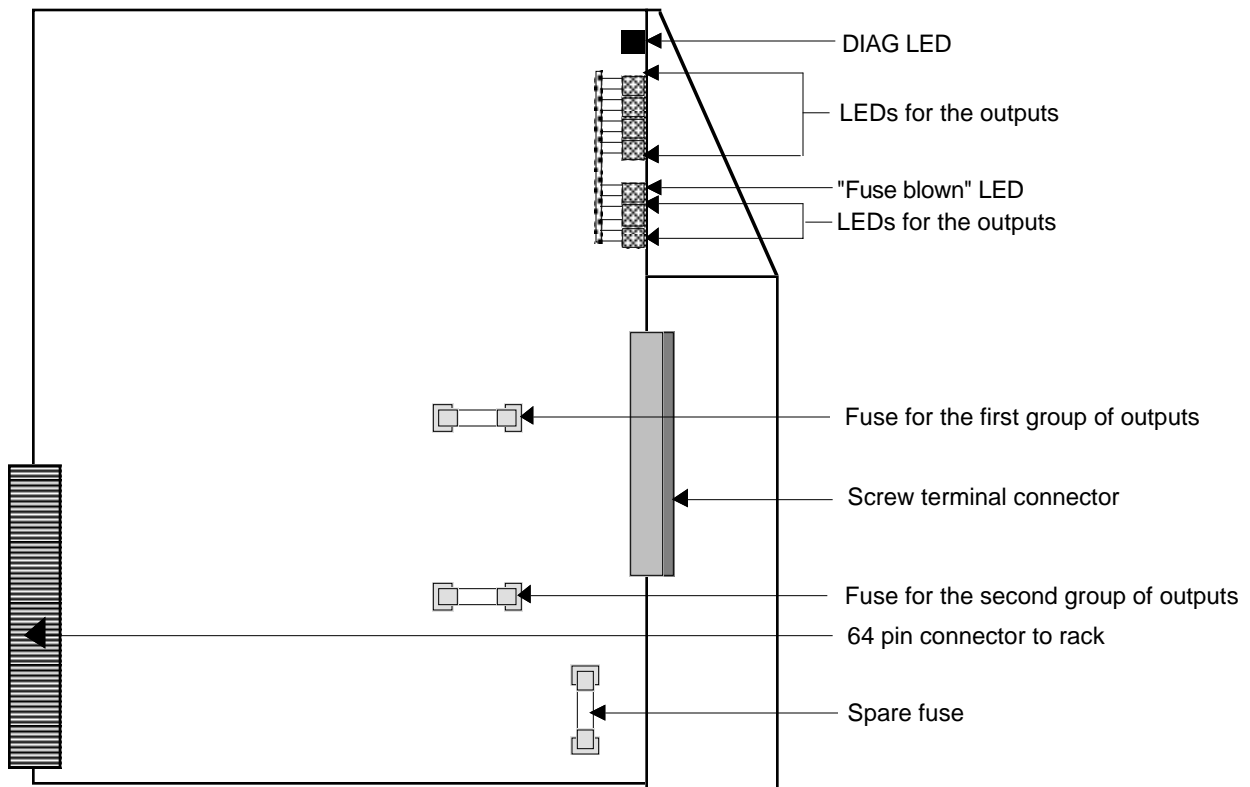 DIAG LED
LEDs for the outputs
"Fuse blown" LED
LEDs for the outputs
Fuse for the first group of outputs
Screw terminal connector
Fuse for the second group of outputs
64 pin connector to rack
Spare fuse